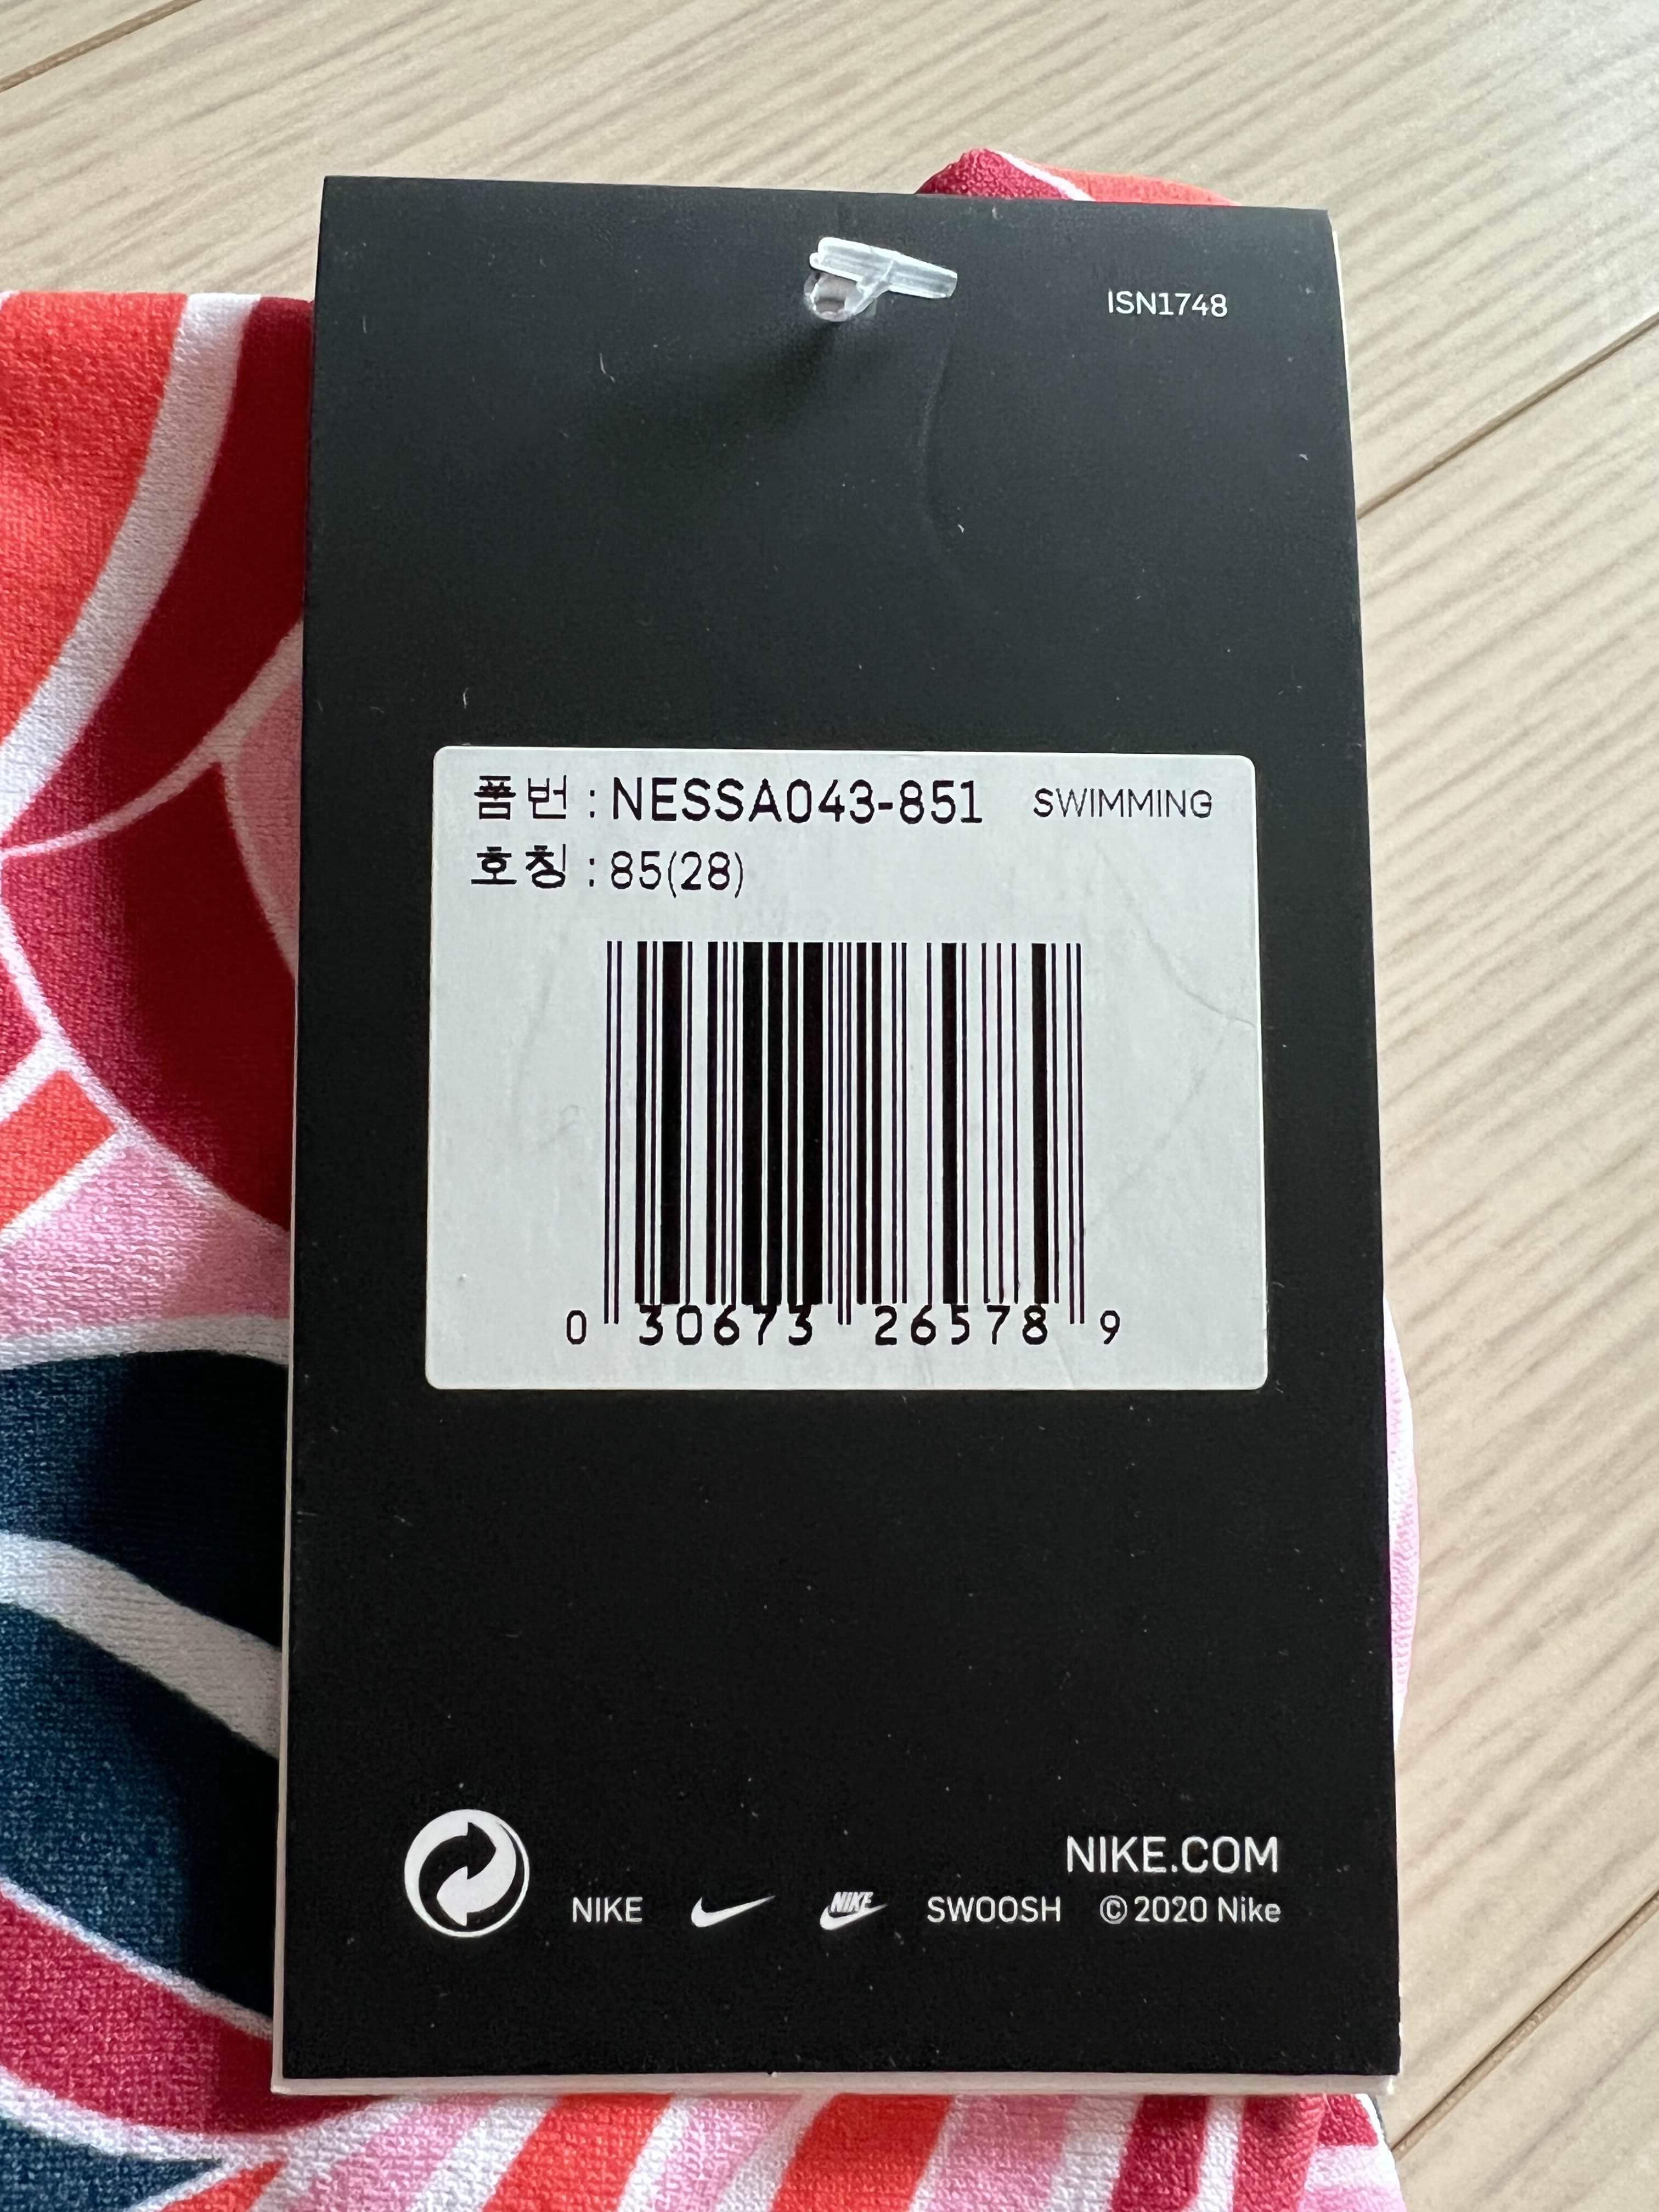 ISN1748
품번 : NESSA043-851 SWIMMING
호칭 : 85(28)
0 30673 26578 9
NIKE.COM
NIKE NIKE SWOOSH © 2020 Nike